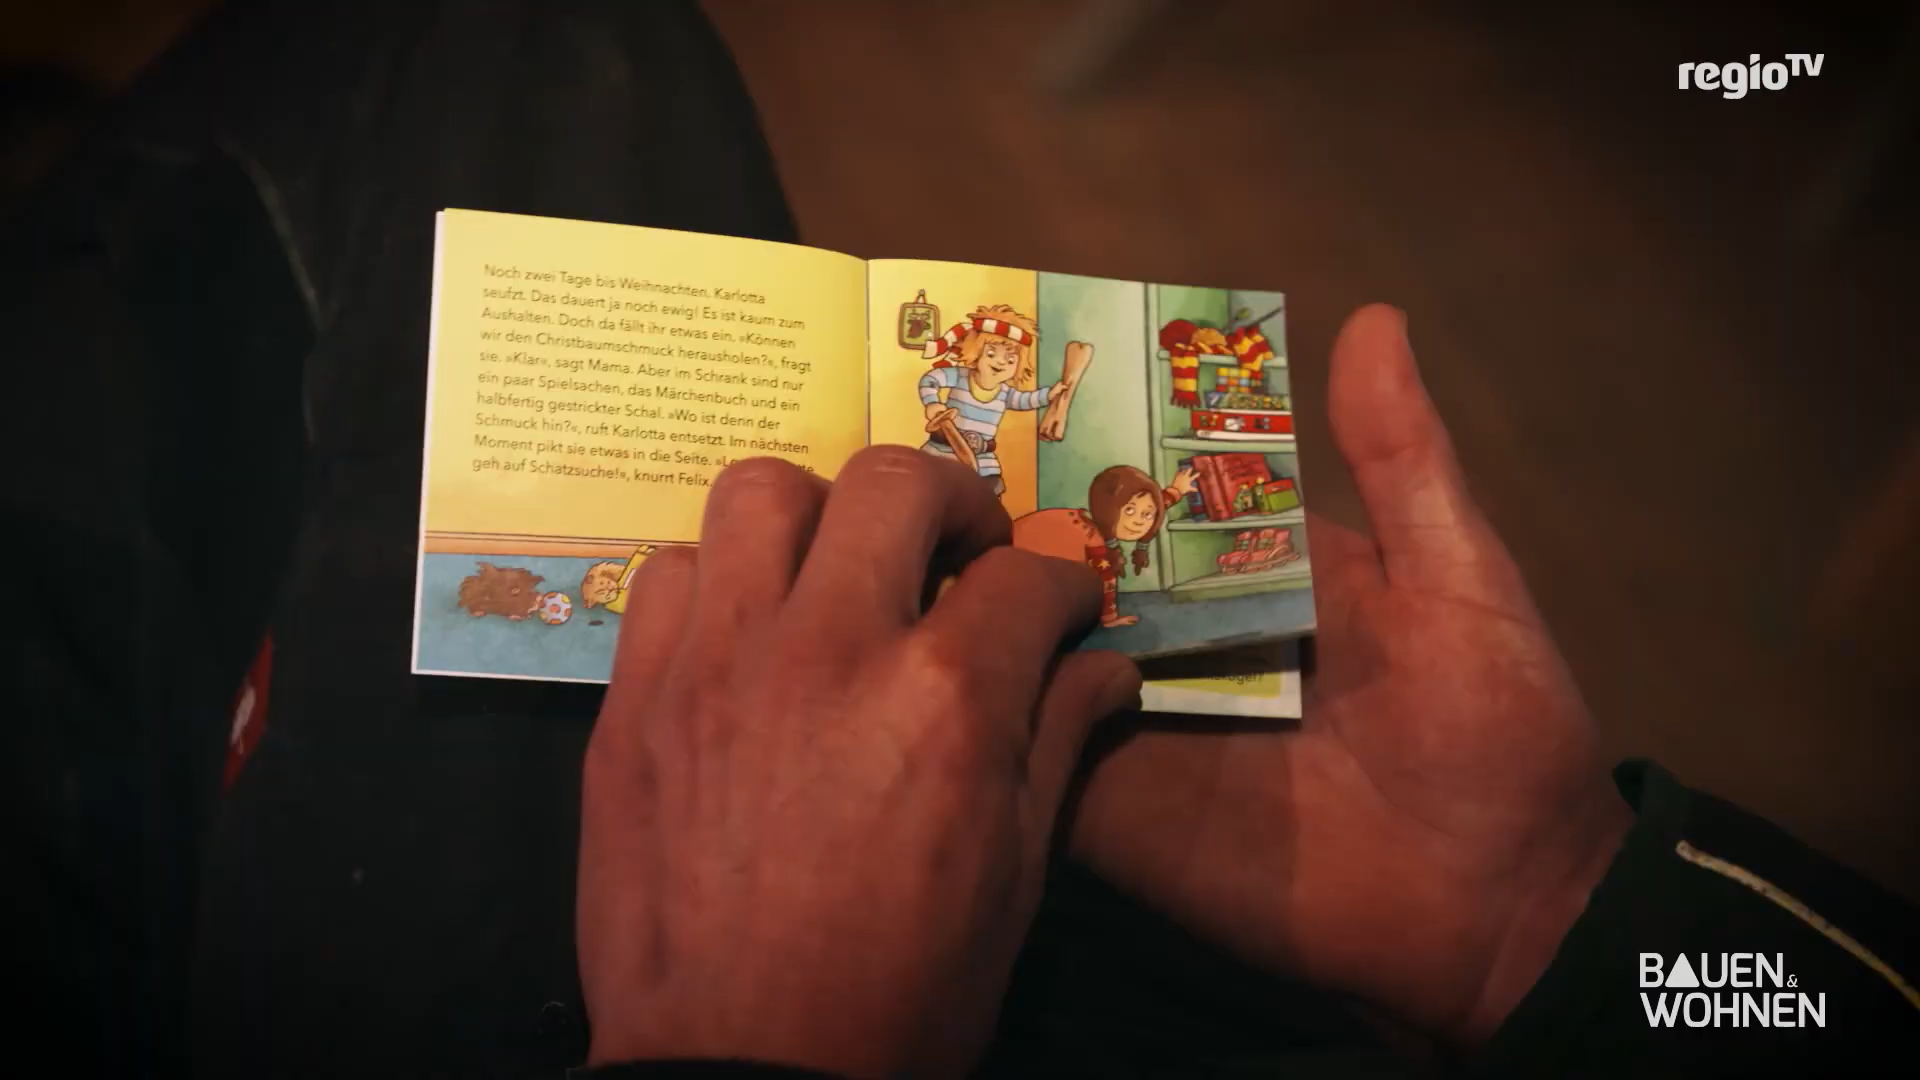 regioTV
Noch zwei Tage bis Weihnachten. Karlotta
seufzt. Das dauert ja noch ewig! Es ist kaum zum
Aushalten. Doch da fällt ihr etwas ein. »Können
wir den Christbaumschmuck herausholen?«, fragt
sie. »Klar«, sagt Mama. Aber im Schrank sind nur
ein paar Spielsachen, das Märchenbuch und ein
halbfertig gestrickter Schal. »Wo ist denn der
Schmuck hin?«, ruft Karlotta entsetzt. Im nächsten
Moment pikt sie etwas in die Seite.
geh auf Schatzsuche!«, knurrt Felix.
BAUEN &
WOHNEN